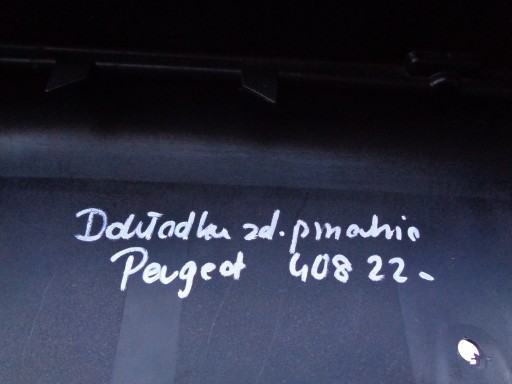 Dokładka zd.
Peugeot 408 22-